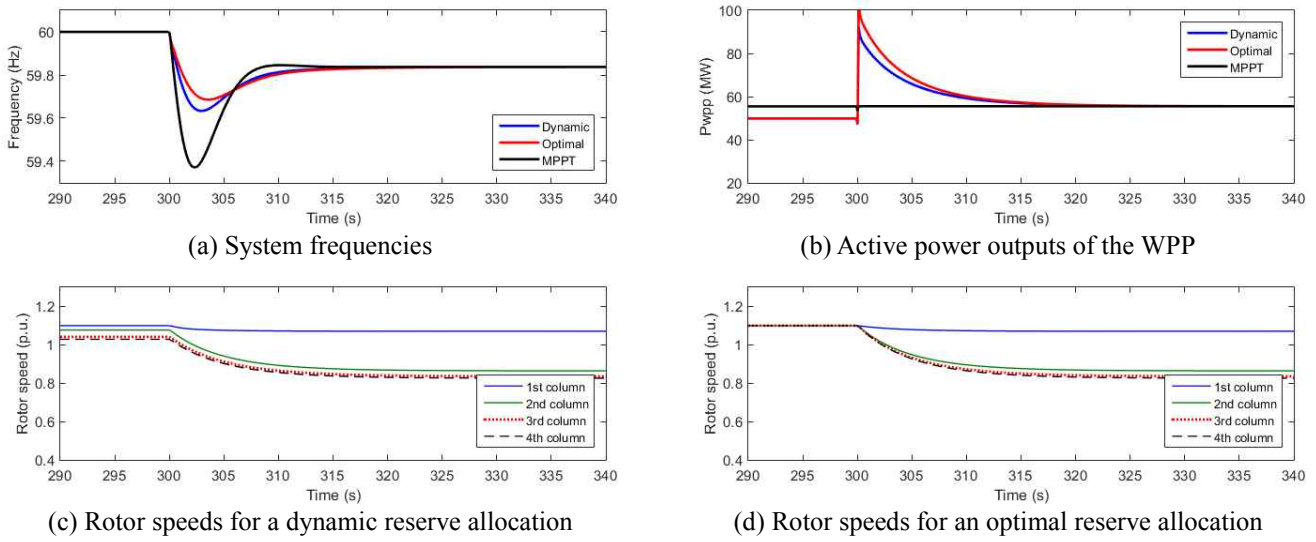 60
59.8
59.6
59.4
Frequency (Hz)
Dynamic
Optimal
MPPT
290 295 300 305 310 315 320 325 330 335 340
Time (s)
(a) System frequencies
100
80
60
40
20
Pwpp (MW)
Dynamic
Optimal
MPPT
290 295 300 305 310 315 320 325 330 335 340
Time (s)
(b) Active power outputs of the WPP
1.2
1
0.8
0.6
0.4
Rotor speed (p.u.)
1st column
2nd column
3rd column
4th column
290 295 300 305 310 315 320 325 330 335 340
Time (s)
(c) Rotor speeds for a dynamic reserve allocation
1.2
1
0.8
0.6
0.4
Rotor speed (p.u.)
1st column
2nd column
3rd column
4th column
290 295 300 305 310 315 320 325 330 335 340
Time (s)
(d) Rotor speeds for an optimal reserve allocation